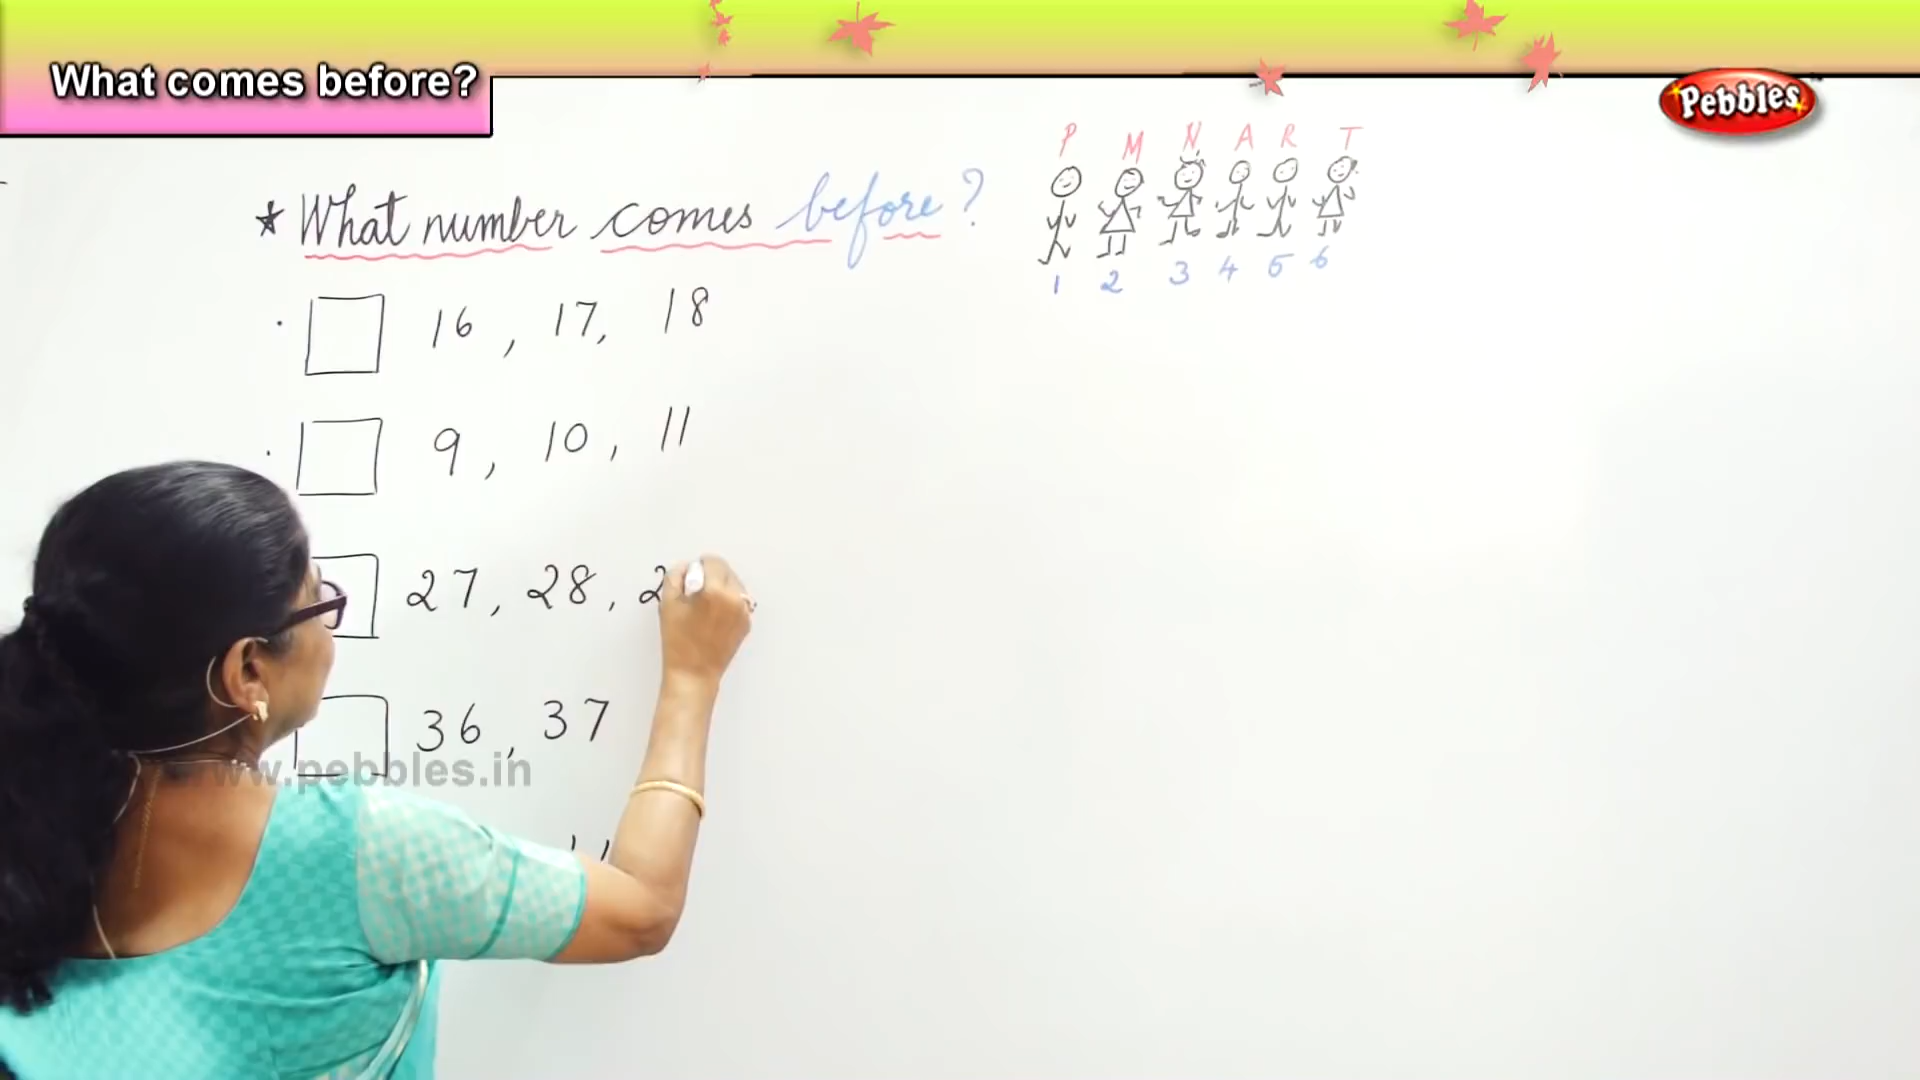 What comes before?
Pebbles
P M N A R T
★ What number comes before?
1 2 3 4 5 6
16, 17, 18
9, 10, 11
27, 28, 2
36, 37
www.pebbles.in